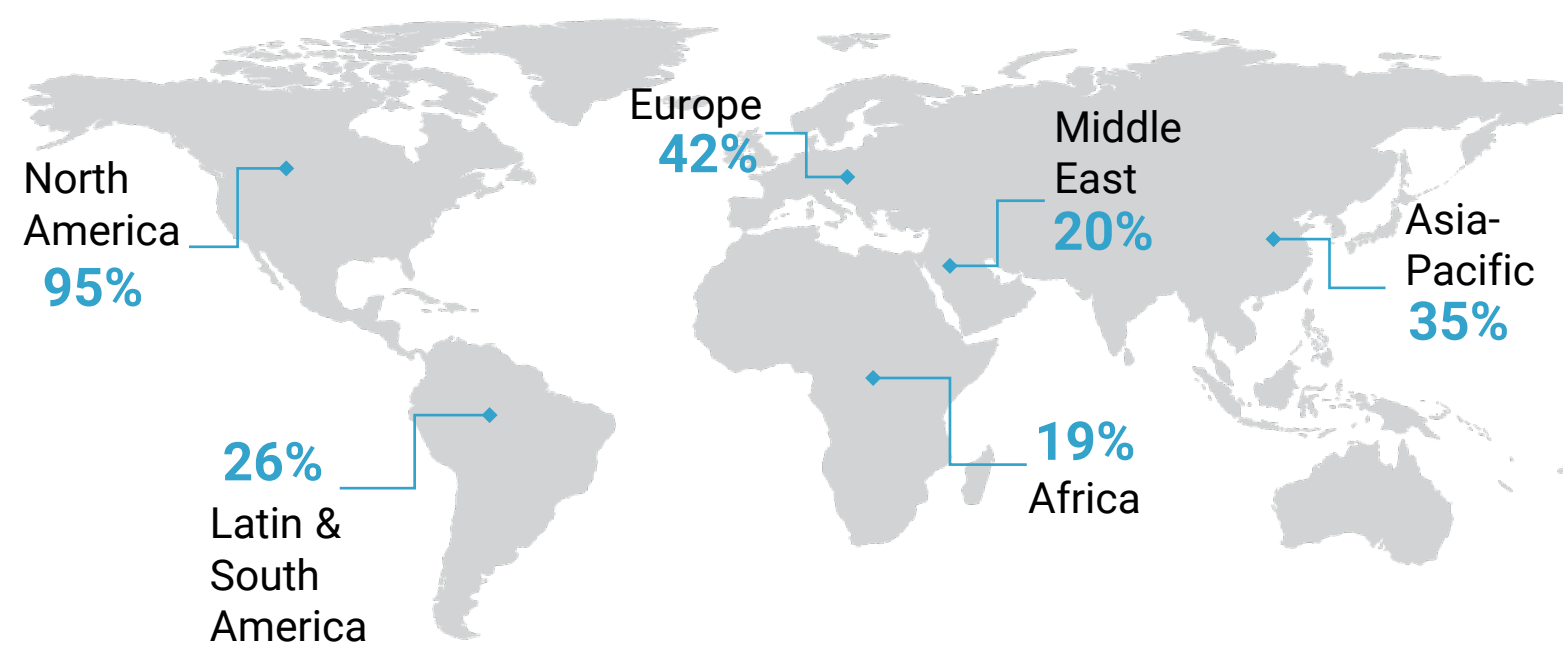 North
America
95%
Europe
42%
Middle
East
20%
Asia-
Pacific
35%
26%
Latin &
South
America
19%
Africa